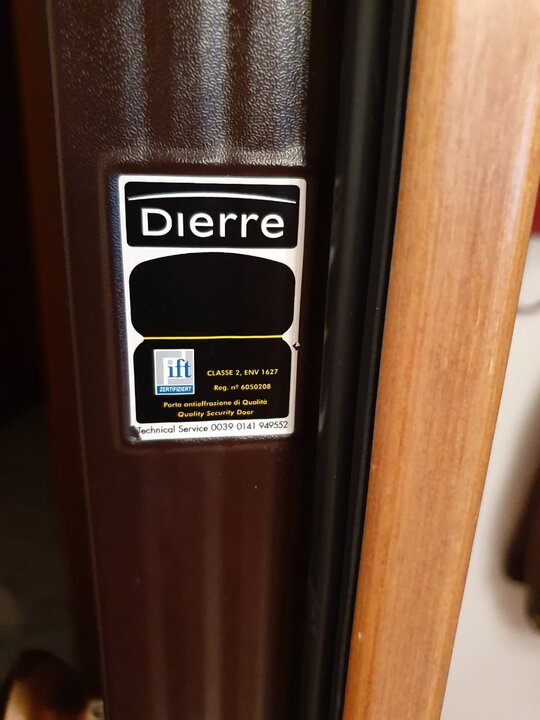 Dierre
ift
ZERTIFIZIERT
CLASSE 2, ENV 1627
Reg. n° 6050208
Porta antieffrazione di Qualità
Quality Security Door
Technical Service 0039 0141 949552